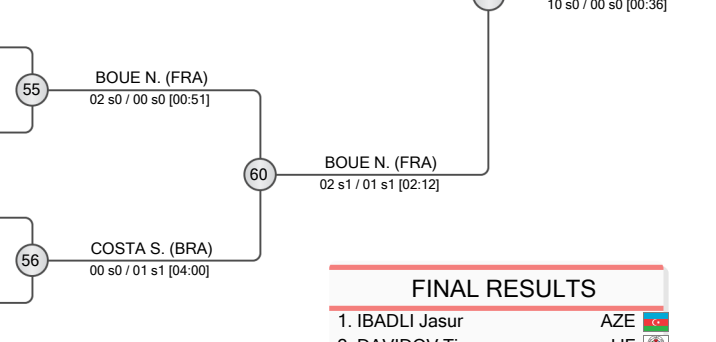 10 s0 / 00 s0 [00:36]
55
BOUE N. (FRA)
02 s0 / 00 s0 [00:51]
60
BOUE N. (FRA)
02 s1 / 01 s1 [02:12]
56
COSTA S. (BRA)
00 s0 / 01 s1 [04:00]
FINAL RESULTS
1. IBADLI Jasur AZE